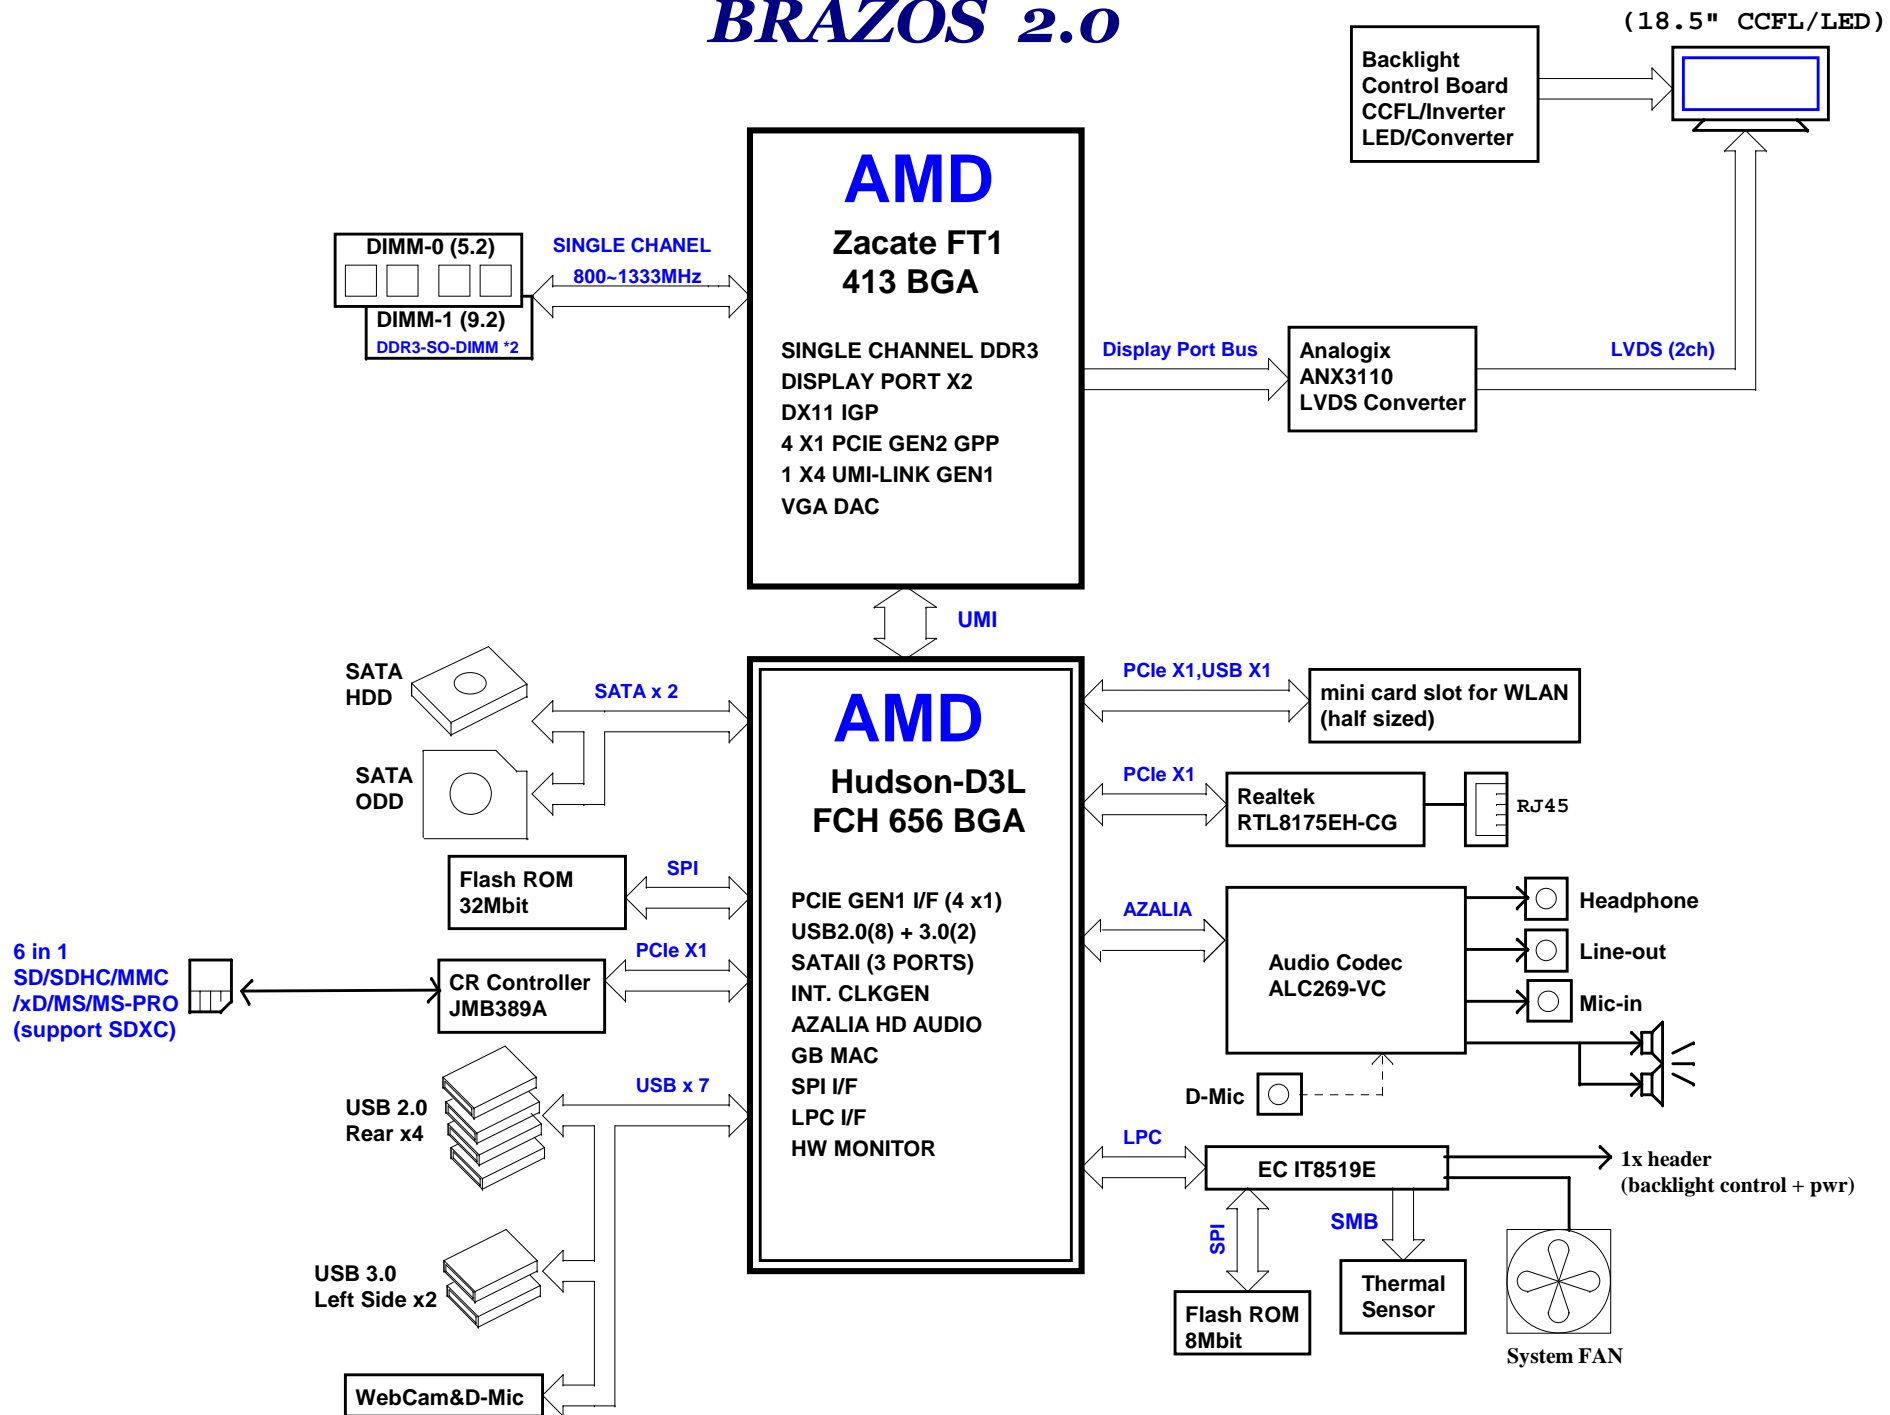 BRAZOS 2.0
(18.5" CCFL/LED)
Backlight
Control Board
CCFL/Inverter
LED/Converter
AMD
Zacate FT1
413 BGA
SINGLE CHANNEL DDR3
DISPLAY PORT X2
DX11 IGP
4 X1 PCIE GEN2 GPP
1 X4 UMI-LINK GEN1
VGA DAC
DIMM-0 (5.2)
DIMM-1 (9.2)
DDR3-SO-DIMM *2
SINGLE CHANEL
800~1333MHz
Display Port Bus
Analogix
ANX3110
LVDS Converter
LVDS (2ch)
UMI
SATA
HDD
SATA x 2
SATA
ODD
AMD
Hudson-D3L
FCH 656 BGA
PCIE GEN1 I/F (4 x1)
USB2.0(8) + 3.0(2)
SATAII (3 PORTS)
INT. CLKGEN
AZALIA HD AUDIO
GB MAC
SPI I/F
LPC I/F
HW MONITOR
PCIe X1,USB X1
mini card slot for WLAN
(half sized)
PCIe X1
Realtek
RTL8175EH-CG
RJ45
Flash ROM
32Mbit
SPI
6 in 1
SD/SDHC/MMC
/xD/MS/MS-PRO
(support SDXC)
CR Controller
JMB389A
PCIe X1
AZALIA
Audio Codec
ALC269-VC
Headphone
Line-out
Mic-in
D-Mic
USB 2.0
Rear x4
USB x 7
USB 3.0
Left Side x2
WebCam&D-Mic
LPC
EC IT8519E
1x header
(backlight control + pwr)
SPI
SMB
Flash ROM
8Mbit
Thermal
Sensor
System FAN